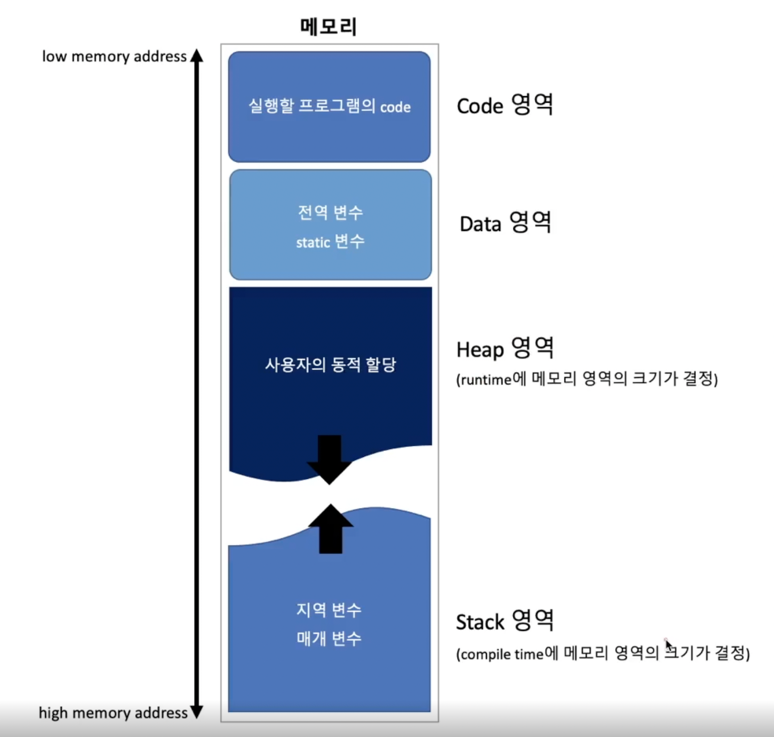 메모리
low memory address
실행할 프로그램의 code
Code 영역
전역 변수
static 변수
Data 영역
사용자의 동적 할당
Heap 영역
(runtime에 메모리 영역의 크기가 결정)
지역 변수
매개 변수
Stack 영역
(compile time에 메모리 영역의 크기가 결정)
high memory address